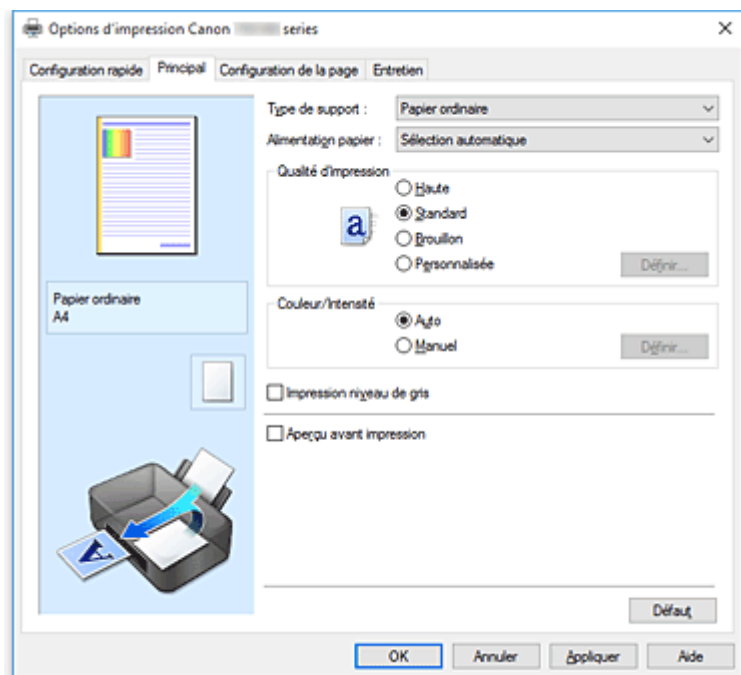 Options d'impression Canon series
Configuration rapide Principal Configuration de la page Entretien
Type de support : Papier ordinaire
Alimentation papier : Sélection automatique
Qualité d'impression
Haute
Standard
Brouillon
Personnalisée Définir...
Papier ordinaire
A4
Couleur/Intensité
Auto
Manuel Définir...
Impression niveau de gris
Aperçu avant impression
Défaut
OK Annuler Appliquer Aide